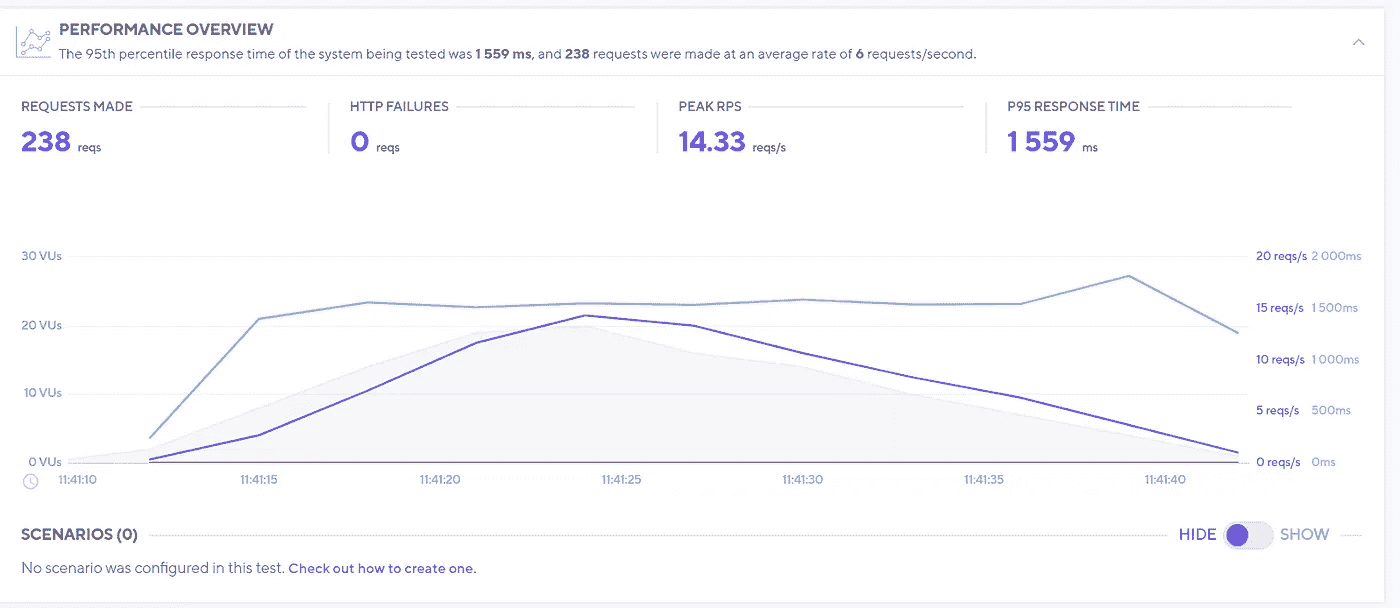 PERFORMANCE OVERVIEW
The 95th percentile response time of the system being tested was 1 559 ms, and 238 requests were made at an average rate of 6 requests/second.
REQUESTS MADE
238 reqs
HTTP FAILURES
0 reqs
PEAK RPS
14.33 reqs/s
P95 RESPONSE TIME
1 559 ms
30 VUs
20 VUs
10 VUs
0 VUs
20 reqs/s 2 000ms
15 reqs/s 1 500ms
10 reqs/s 1 000ms
5 reqs/s 500ms
0 reqs/s 0ms
11:41:10 11:41:15 11:41:20 11:41:25 11:41:30 11:41:35 11:41:40
SCENARIOS (0)
HIDE SHOW
No scenario was configured in this test. Check out how to create one.